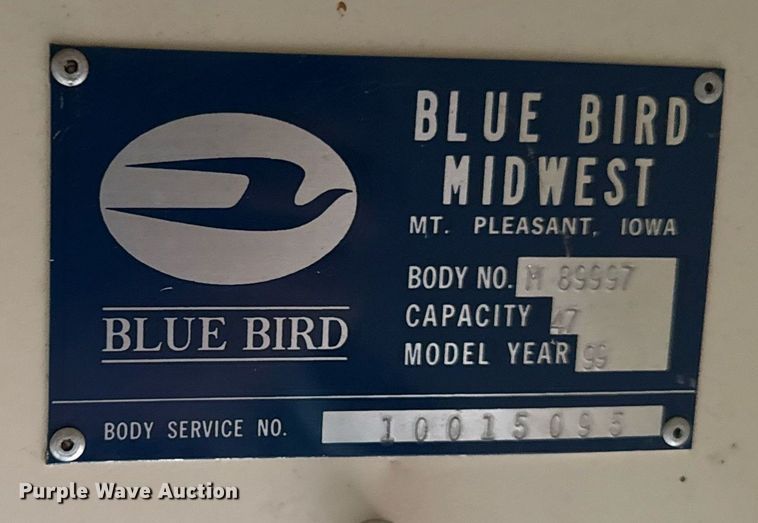 BLUE BIRD
MIDWEST
MT. PLEASANT, IOWA
BODY NO. M 89997
CAPACITY 47
MODEL YEAR 99
BLUE BIRD
BODY SERVICE NO. 10015095
Purple Wave Auction